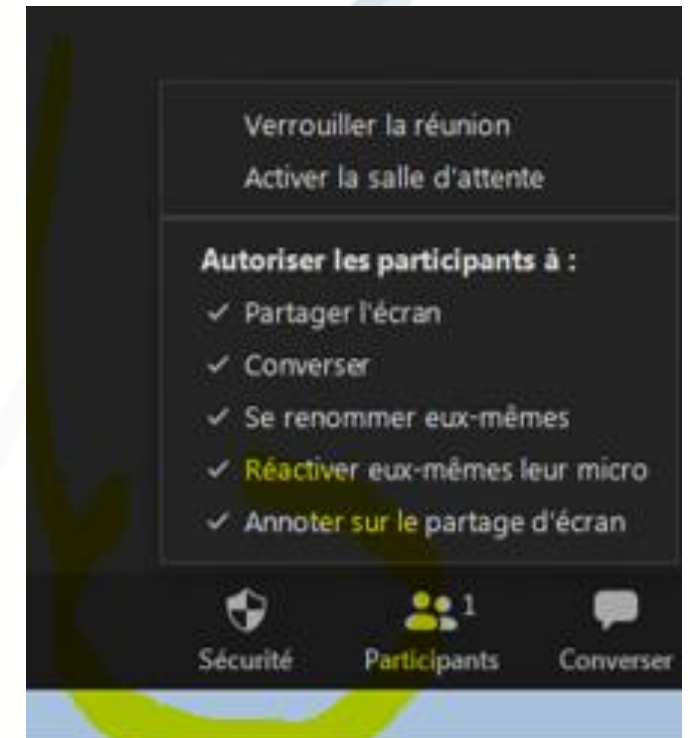 Verrouiller la réunion
Activer la salle d'attente
Autoriser les participants à :
Partager l'écran
Converser
Se renommer eux-mêmes
Réactiver eux-mêmes leur micro
Annoter sur le partage d'écran
1
Sécurité Participants Converser